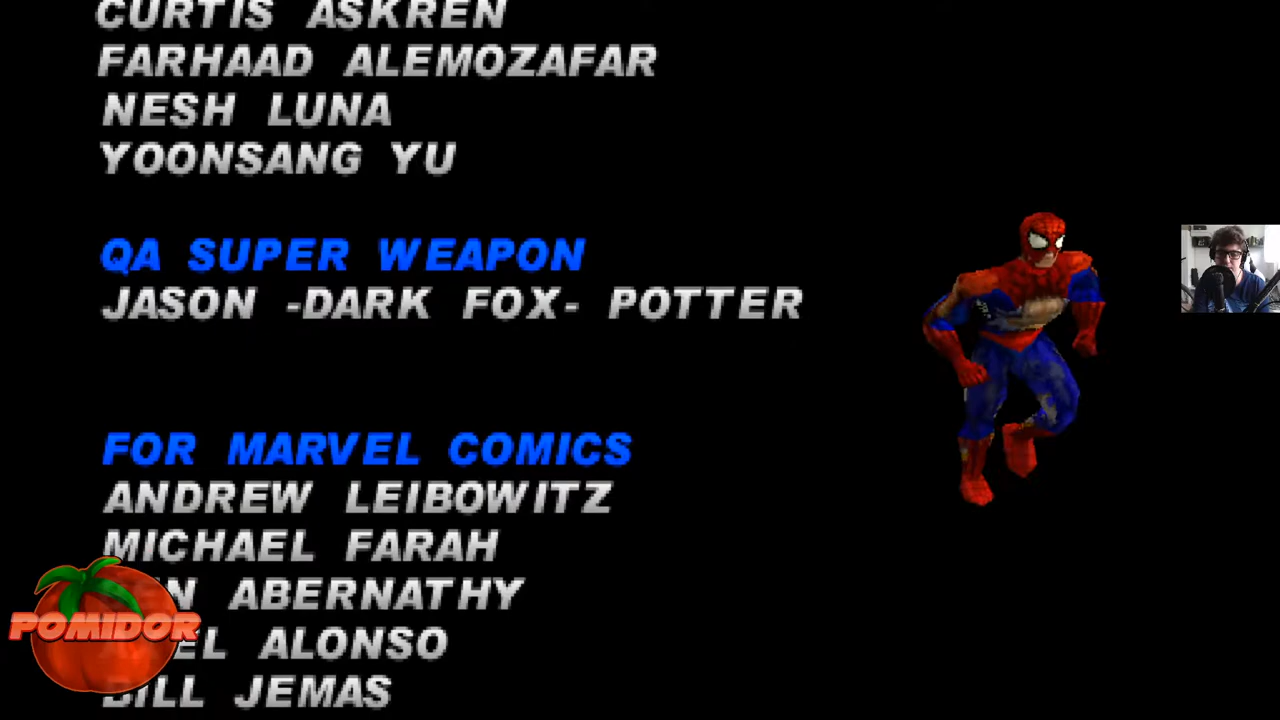 CURTIS ASKREN
FARHAAD ALEMOZAFAR
NESH LUNA
YOONSANG YU
QA SUPER WEAPON
JASON -DARK FOX- POTTER
FOR MARVEL COMICS
ANDREW LEIBOWITZ
MICHAEL FARAH
ABERNATHY
POMIDOR
ALONSO
BILL JEMAS